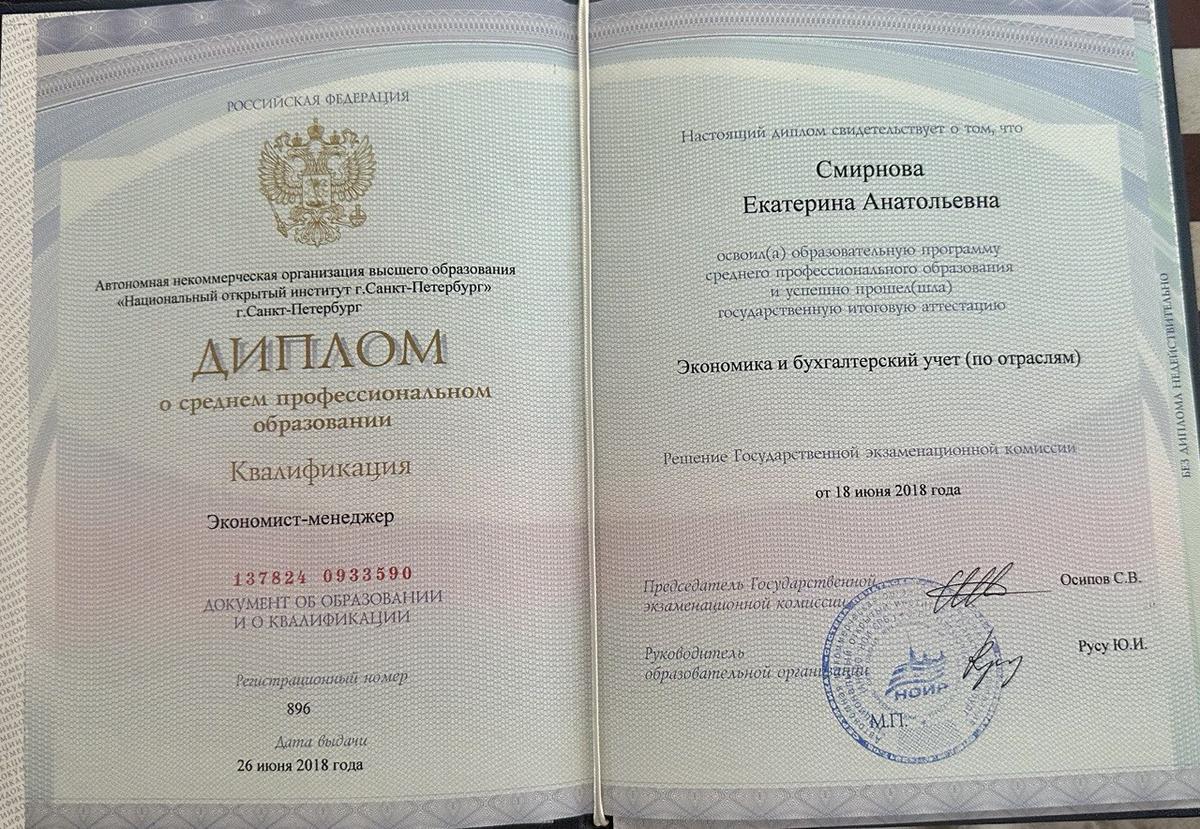 РОССИЙСКАЯ ФЕДЕРАЦИЯ
Автономная некоммерческая организация высшего образования
«Национальный открытый институт г.Санкт-Петербург»
г.Санкт-Петербург
ДИПЛОМ
о среднем профессиональном
образовании
Квалификация
Экономист-менеджер
137824 0933590
ДОКУМЕНТ ОБ ОБРАЗОВАНИИ
И О КВАЛИФИКАЦИИ
Регистрационный номер
896
Дата выдачи
26 июня 2018 года
Настоящий диплом свидетельствует о том, что
Смирнова
Екатерина Анатольевна
освоил(а) образовательную программу
среднего профессионального образования
и успешно прошел(шла)
государственную итоговую аттестацию
Экономика и бухгалтерский учет (по отраслям)
Решение Государственной экзаменационной комиссии
от 18 июня 2018 года
Председатель Государственной
экзаменационной комиссии
Осипов С.В.
Руководитель
образовательной организации
Русу Ю.И.
НОИР
М.П.
БЕЗ ДИПЛОМА НЕДЕЙСТВИТЕЛЬНО